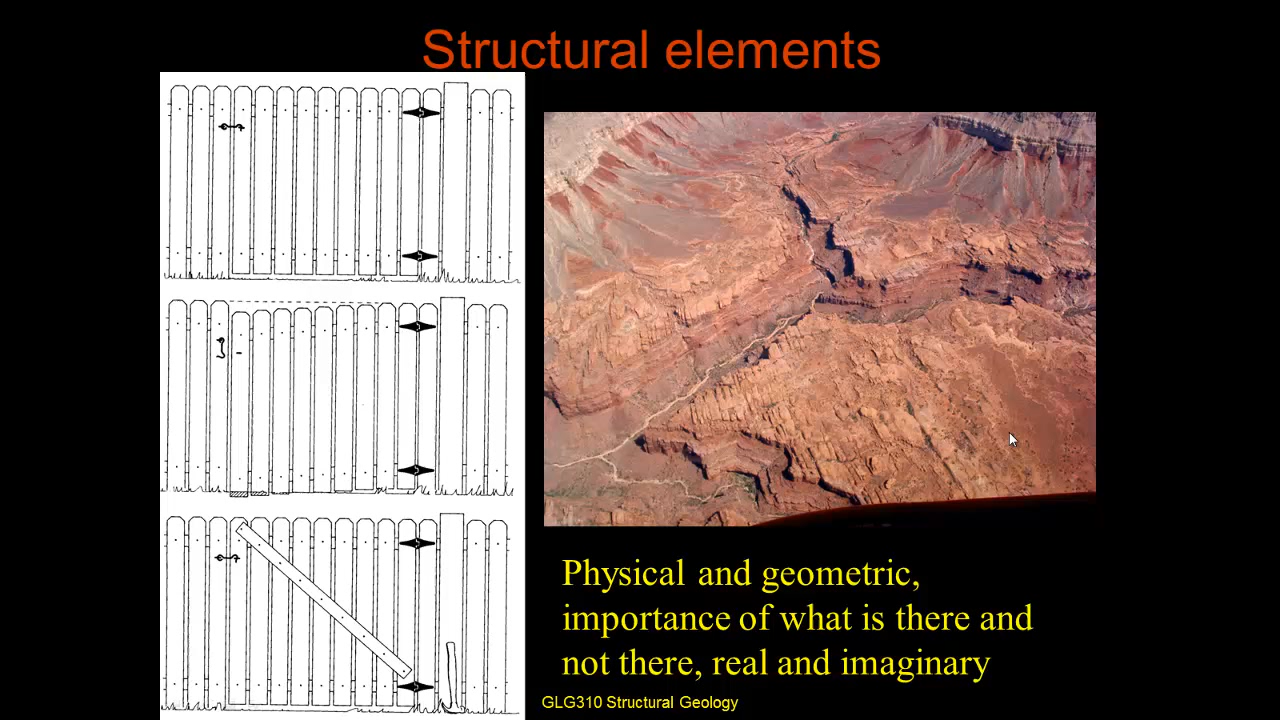 Structural elements
Physical and geometric,
importance of what is there and
not there, real and imaginary
GLG310 Structural Geology